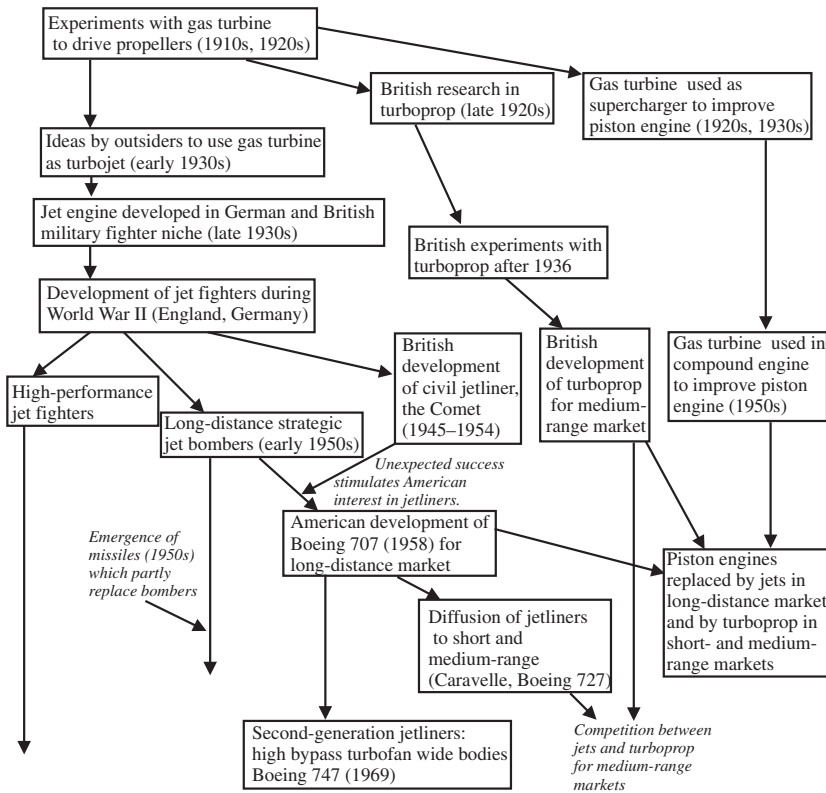 Experiments with gas turbine
to drive propellers (1910s, 1920s)
British research in
turboprop (late 1920s)
Gas turbine used as
supercharger to improve
piston engine (1920s, 1930s)
Ideas by outsiders to use gas turbine
as turbojet (early 1930s)
Jet engine developed in German and British
military fighter niche (late 1930s)
British experiments with
turboprop after 1936
Development of jet fighters during
World War II (England, Germany)
British
development
of civil jetliner,
the Comet
(1945–1954)
British
development
of turboprop
for medium-
range market
Gas turbine used in
compound engine
to improve piston
engine (1950s)
High-performance
jet fighters
Long-distance strategic
jet bombers (early 1950s)
Unexpected success
stimulates American
interest in jetliners.
Emergence of
missiles (1950s)
which partly
replace bombers
American development of
Boeing 707 (1958) for
long-distance market
Piston engines
replaced by jets in
long-distance market
and by turboprop in
short- and medium-
range markets
Diffusion of jetliners
to short and
medium-range
(Caravelle, Boeing 727)
Second-generation jetliners:
high bypass turbofan wide bodies
Boeing 747 (1969)
Competition between
jets and turboprop
for medium-range
markets